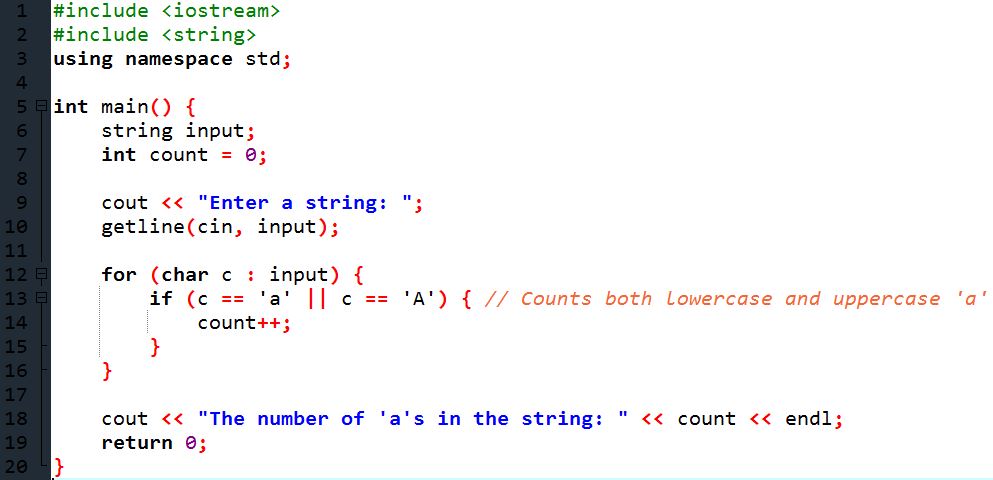 1 #include <iostream>
2 #include <string>
3 using namespace std;
4
5 int main() {
6     string input;
7     int count = 0;
8
9     cout << "Enter a string: ";
10     getline(cin, input);
11
12     for (char c : input) {
13         if (c == 'a' || c == 'A') { // Counts both lowercase and uppercase 'a'
14             count++;
15         }
16     }
17
18     cout << "The number of 'a's in the string: " << count << endl;
19     return 0;
20 }